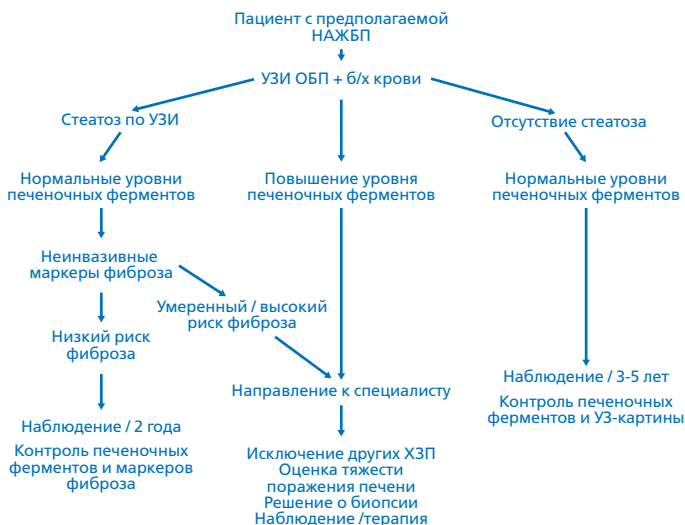 Пациент с предполагаемой
НАЖБП
УЗИ ОБП + б/х крови
Стеатоз по УЗИ
Отсутствие стеатоза
Нормальные уровни
печеночных ферментов
Повышение уровня
печеночных ферментов
Нормальные уровни
печеночных ферментов
Неинвазивные
маркеры фиброза
Умеренный / высокий
риск фиброза
Низкий риск
фиброза
Направление к специалисту
Наблюдение / 3-5 лет
Контроль печеночных
ферментов и УЗ-картины
Наблюдение / 2 года
Контроль печеночных
ферментов и маркеров
фиброза
Исключение других ХЗП
Оценка тяжести
поражения печени
Решение о биопсии
Наблюдение /терапия